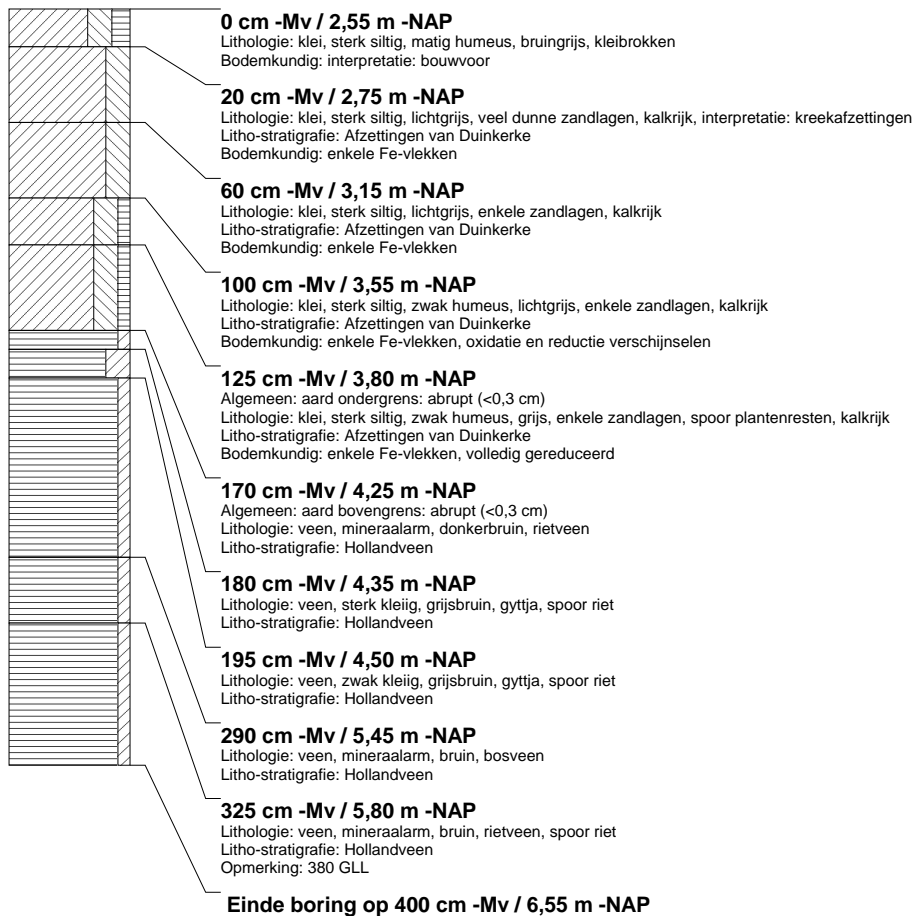 0 cm -Mv / 2,55 m -NAP
Lithologie: klei, sterk siltig, matig humeus, bruingrijs, kleibrokken
Bodemkundig: interpretatie: bouwvoor
20 cm -Mv / 2,75 m -NAP
Lithologie: klei, sterk siltig, lichtgrijs, veel dunne zandlagen, kalkrijk, interpretatie: kreekafzettingen
Litho-stratigrafie: Afzettingen van Duinkerke
Bodemkundig: enkele Fe-vlekken
60 cm -Mv / 3,15 m -NAP
Lithologie: klei, sterk siltig, lichtgrijs, enkele zandlagen, kalkrijk
Litho-stratigrafie: Afzettingen van Duinkerke
Bodemkundig: enkele Fe-vlekken
100 cm -Mv / 3,55 m -NAP
Lithologie: klei, sterk siltig, zwak humeus, lichtgrijs, enkele zandlagen, kalkrijk
Litho-stratigrafie: Afzettingen van Duinkerke
Bodemkundig: enkele Fe-vlekken, oxidatie en reductie verschijnselen
125 cm -Mv / 3,80 m -NAP
Algemeen: aard ondergrens: abrupt (<0,3 cm)
Lithologie: klei, sterk siltig, zwak humeus, grijs, enkele zandlagen, spoor plantenresten, kalkrijk
Litho-stratigrafie: Afzettingen van Duinkerke
Bodemkundig: enkele Fe-vlekken, volledig gereduceerd
170 cm -Mv / 4,25 m -NAP
Algemeen: aard bovengrens: abrupt (<0,3 cm)
Lithologie: veen, mineraalarm, donkerbruin, rietveen
Litho-stratigrafie: Hollandveen
180 cm -Mv / 4,35 m -NAP
Lithologie: veen, sterk kleiig, grijsbruin, gyttja, spoor riet
Litho-stratigrafie: Hollandveen
195 cm -Mv / 4,50 m -NAP
Lithologie: veen, zwak kleiig, grijsbruin, gyttja, spoor riet
Litho-stratigrafie: Hollandveen
290 cm -Mv / 5,45 m -NAP
Lithologie: veen, mineraalarm, bruin, bosveen
Litho-stratigrafie: Hollandveen
325 cm -Mv / 5,80 m -NAP
Lithologie: veen, mineraalarm, bruin, rietveen, spoor riet
Litho-stratigrafie: Hollandveen
Opmerking: 380 GLL
Einde boring op 400 cm -Mv / 6,55 m -NAP